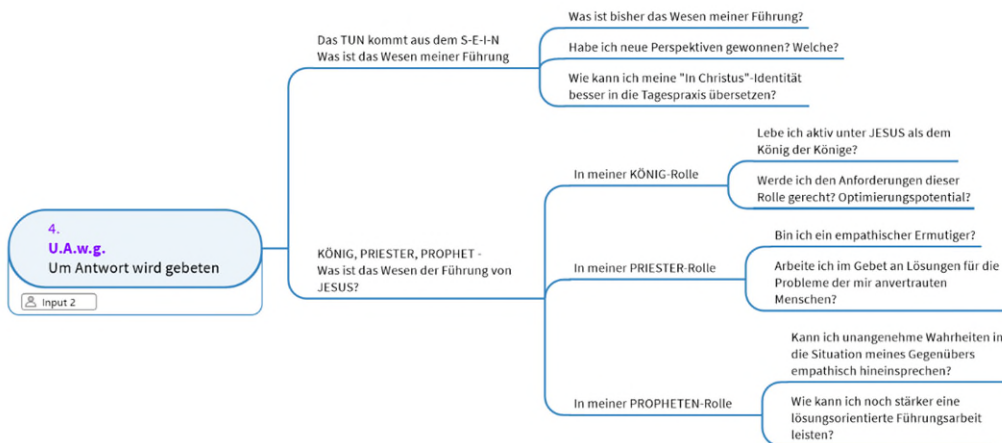 4.
U.A.w.g.
Um Antwort wird gebeten
Input 2
Das TUN kommt aus dem S-E-I-N
Was ist das Wesen meiner Führung
Was ist bisher das Wesen meiner Führung?
Habe ich neue Perspektiven gewonnen? Welche?
Wie kann ich meine "In Christus"-Identität
besser in die Tagespraxis übersetzen?
KÖNIG, PRIESTER, PROPHET -
Was ist das Wesen der Führung von
JESUS?
In meiner KÖNIG-Rolle
Lebe ich aktiv unter JESUS als dem
König der Könige?
Werde ich den Anforderungen dieser
Rolle gerecht? Optimierungspotential?
In meiner PRIESTER-Rolle
Bin ich ein empathischer Ermutiger?
Arbeite ich im Gebet an Lösungen für die
Probleme der mir anvertrauten
Menschen?
In meiner PROPHETEN-Rolle
Kann ich unangenehme Wahrheiten in
die Situation meines Gegenübers
empathisch hineinsprechen?
Wie kann ich noch stärker eine
lösungsorientierte Führungsarbeit
leisten?